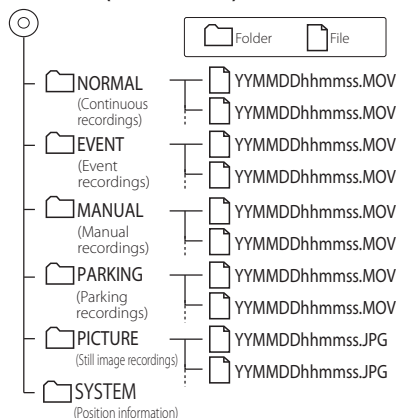 Folder File
NORMAL YYMMDDhhmmss.MOV
(Continuous
recordings) YYMMDDhhmmss.MOV
EVENT YYMMDDhhmmss.MOV
(Event
recordings) YYMMDDhhmmss.MOV
MANUAL YYMMDDhhmmss.MOV
(Manual
recordings) YYMMDDhhmmss.MOV
PARKING YYMMDDhhmmss.MOV
(Parking
recordings) YYMMDDhhmmss.MOV
PICTURE YYMMDDhhmmss.JPG
(Still image recordings)
YYMMDDhhmmss.JPG
SYSTEM
(Position information)